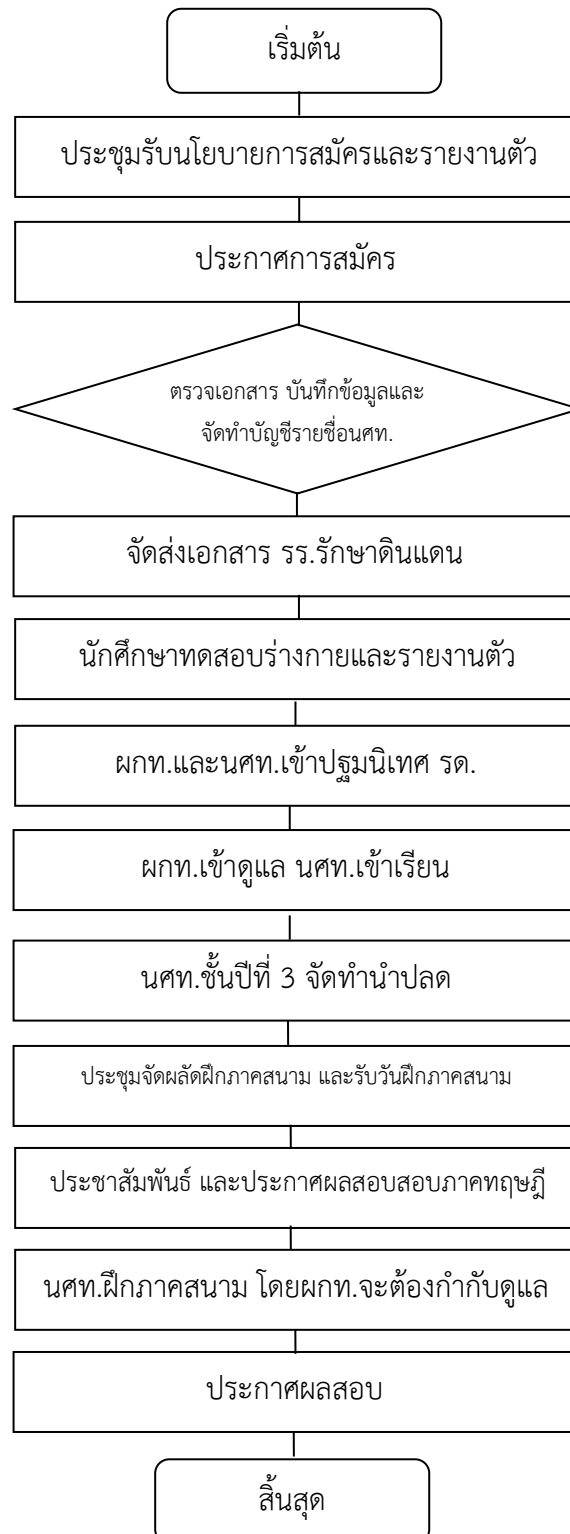 เริ่มต้น
ประชุมรับนโยบายการสมัครและรายงานตัว
ประกาศการสมัคร
ตรวจเอกสาร บันทึกข้อมูลและ
จัดทำบัญชีรายชื่อนศท.
จัดส่งเอกสาร รร.รักษาดินแดน
นักศึกษาทดสอบร่างกายและรายงานตัว
ผกท.และนศท.เข้าปฐมนิเทศ รด.
ผกท.เข้าดูแล นศท.เข้าเรียน
นศท.ชั้นปีที่ 3 จัดทำนำปลด
ประชุมจัดผลัดฝึกภาคสนาม และรับวันฝึกภาคสนาม
ประชาสัมพันธ์ และประกาศผลสอบสอบภาคทฤษฎี
นศท.ฝึกภาคสนาม โดยผกท.จะต้องกำกับดูแล
ประกาศผลสอบ
สิ้นสุด